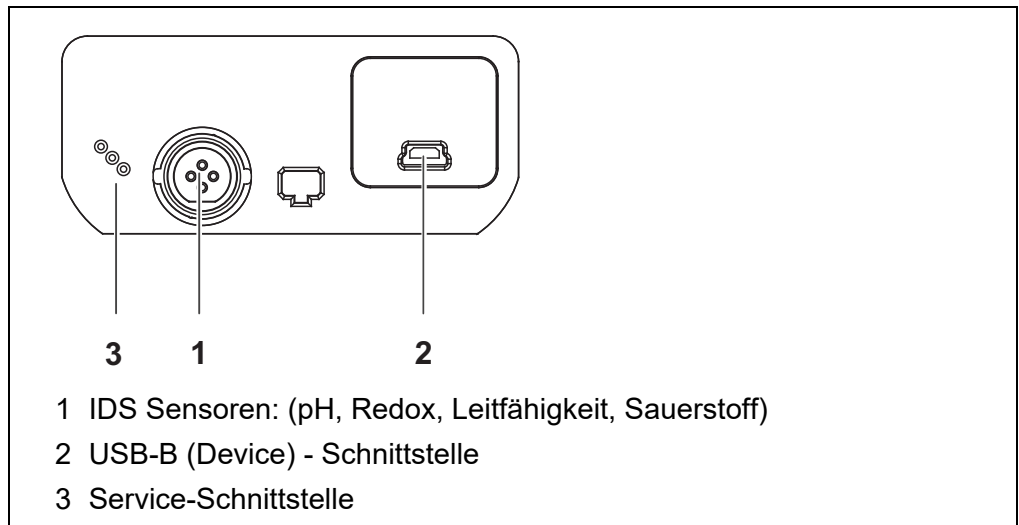 3 1 2
1 IDS Sensoren: (pH, Redox, Leitfähigkeit, Sauerstoff)
2 USB-B (Device) - Schnittstelle
3 Service-Schnittstelle